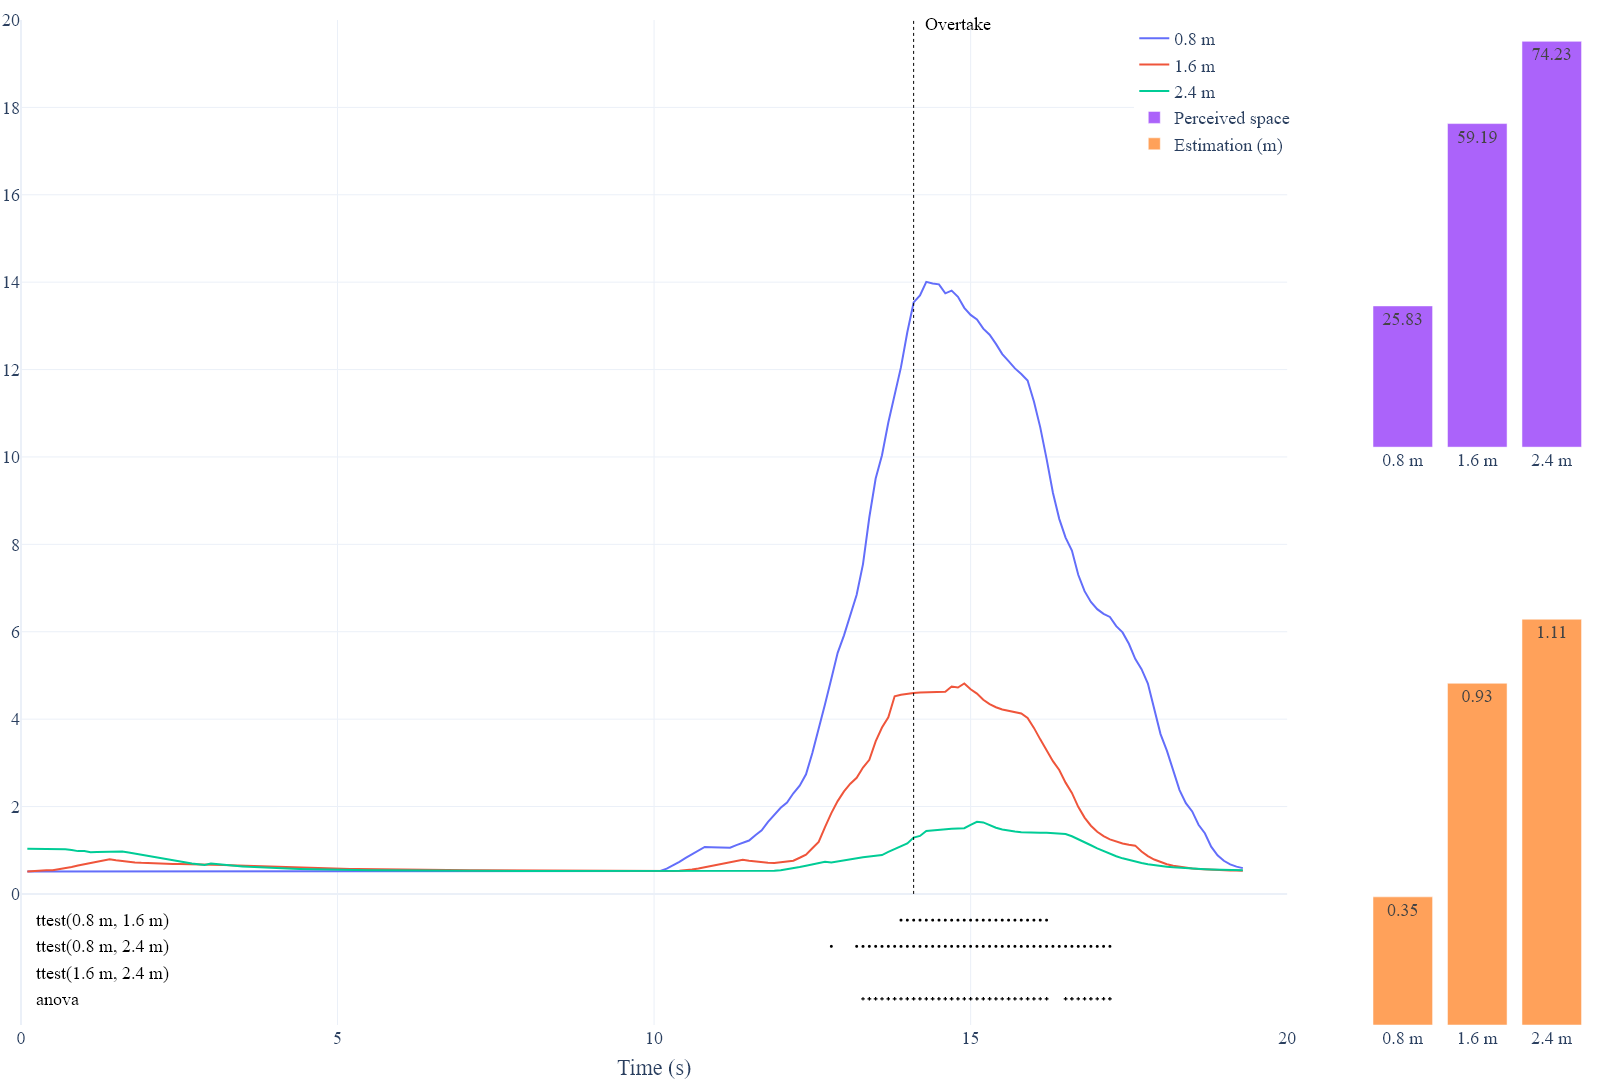 20
18
16
14
12
10
8
6
4
2
0
Overtake
0.8 m
1.6 m
2.4 m
Perceived space
Estimation (m)
ttest(0.8 m, 1.6 m)
ttest(0.8 m, 2.4 m)
ttest(1.6 m, 2.4 m)
anova
0 5 10 15 20
Time (s)
25.83 59.19 74.23
0.8 m 1.6 m 2.4 m
0.35 0.93 1.11
0.8 m 1.6 m 2.4 m